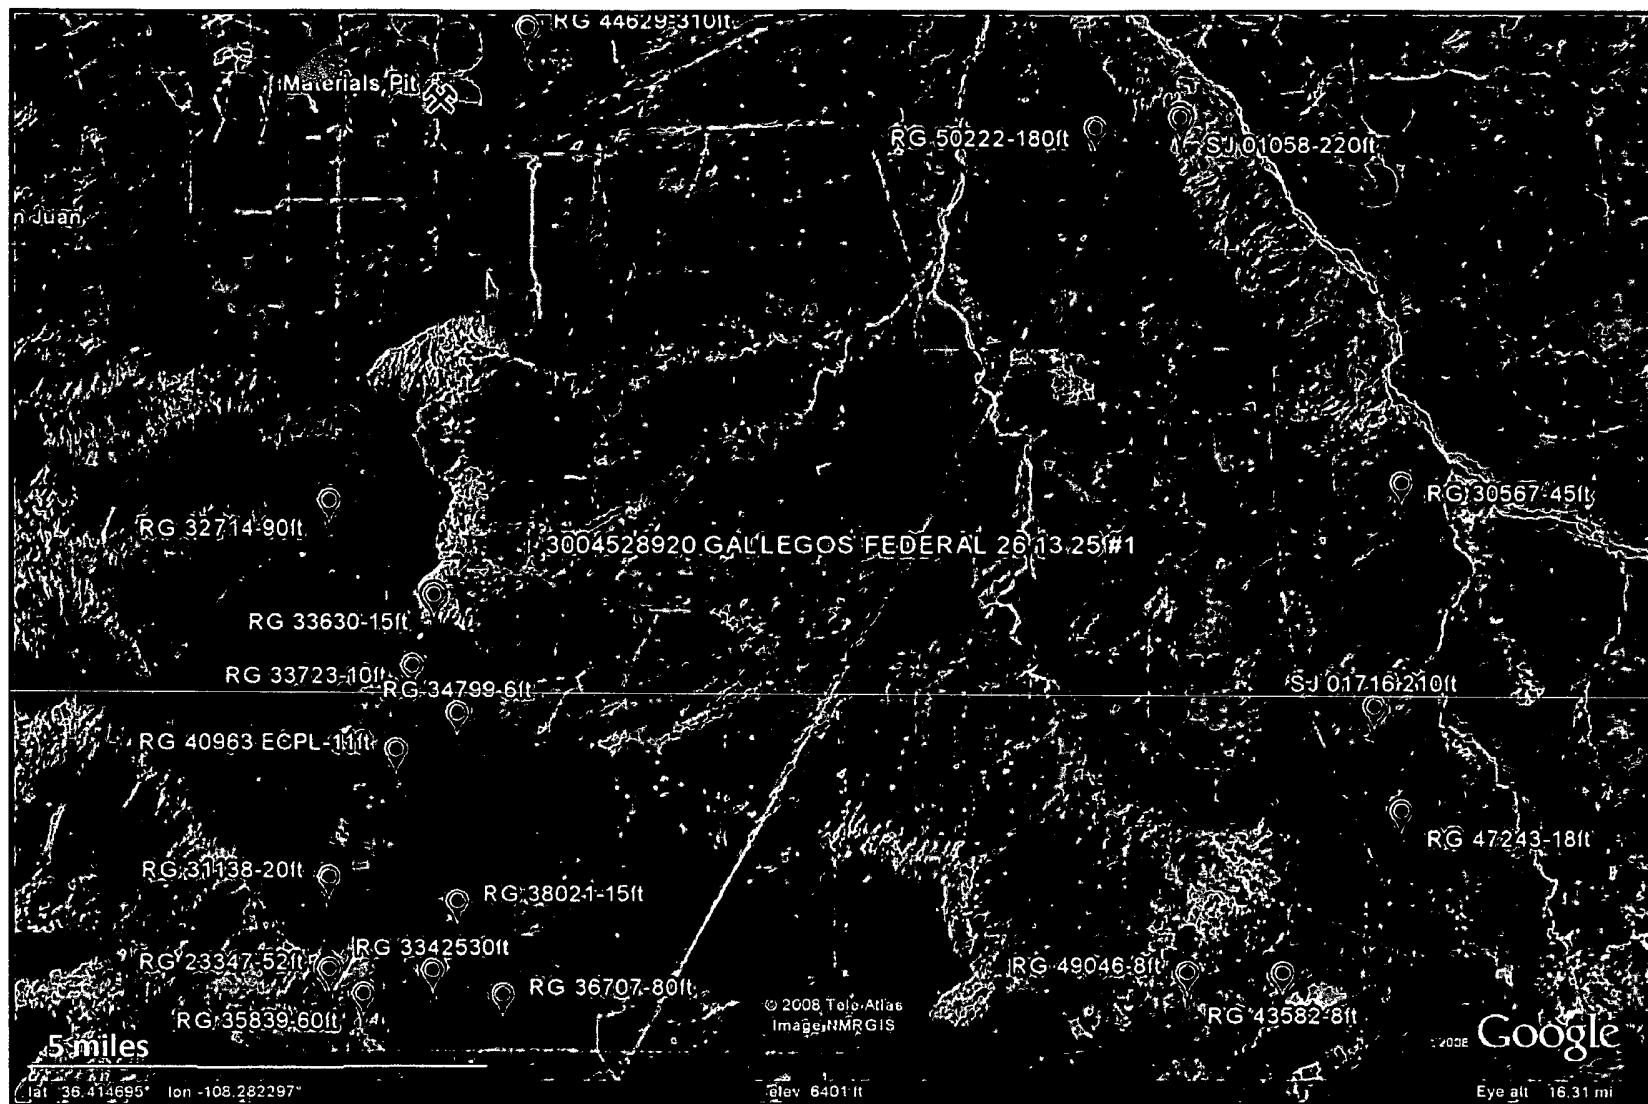 RG 44629-310ft
Materials Pit
RG 50222-180ft
SJ 01058-220ft
n Juan
RG 30567-45ft
RG 32714-90ft
3004528920 GALLEGOS FEDERAL 26 13 25 #1
RG 33630-15ft
RG 33723-10ft
RG 34799-6ft
SJ 01716-210ft
RG 40963 ECPL-11ft
RG 47243-18ft
RG 31138-20ft
RG 38021-15ft
RG 3342530ft
RG 23347-52ft
RG 49046-8ft
RG 36707-80ft
© 2008 Tele Atlas
RG 35839-60ft
RG 43582-8ft
Image NMRGIS
Google
5 miles
lat 36.414695° lon -108.282297°
elev 6401 ft
Eye alt 16.31 mi